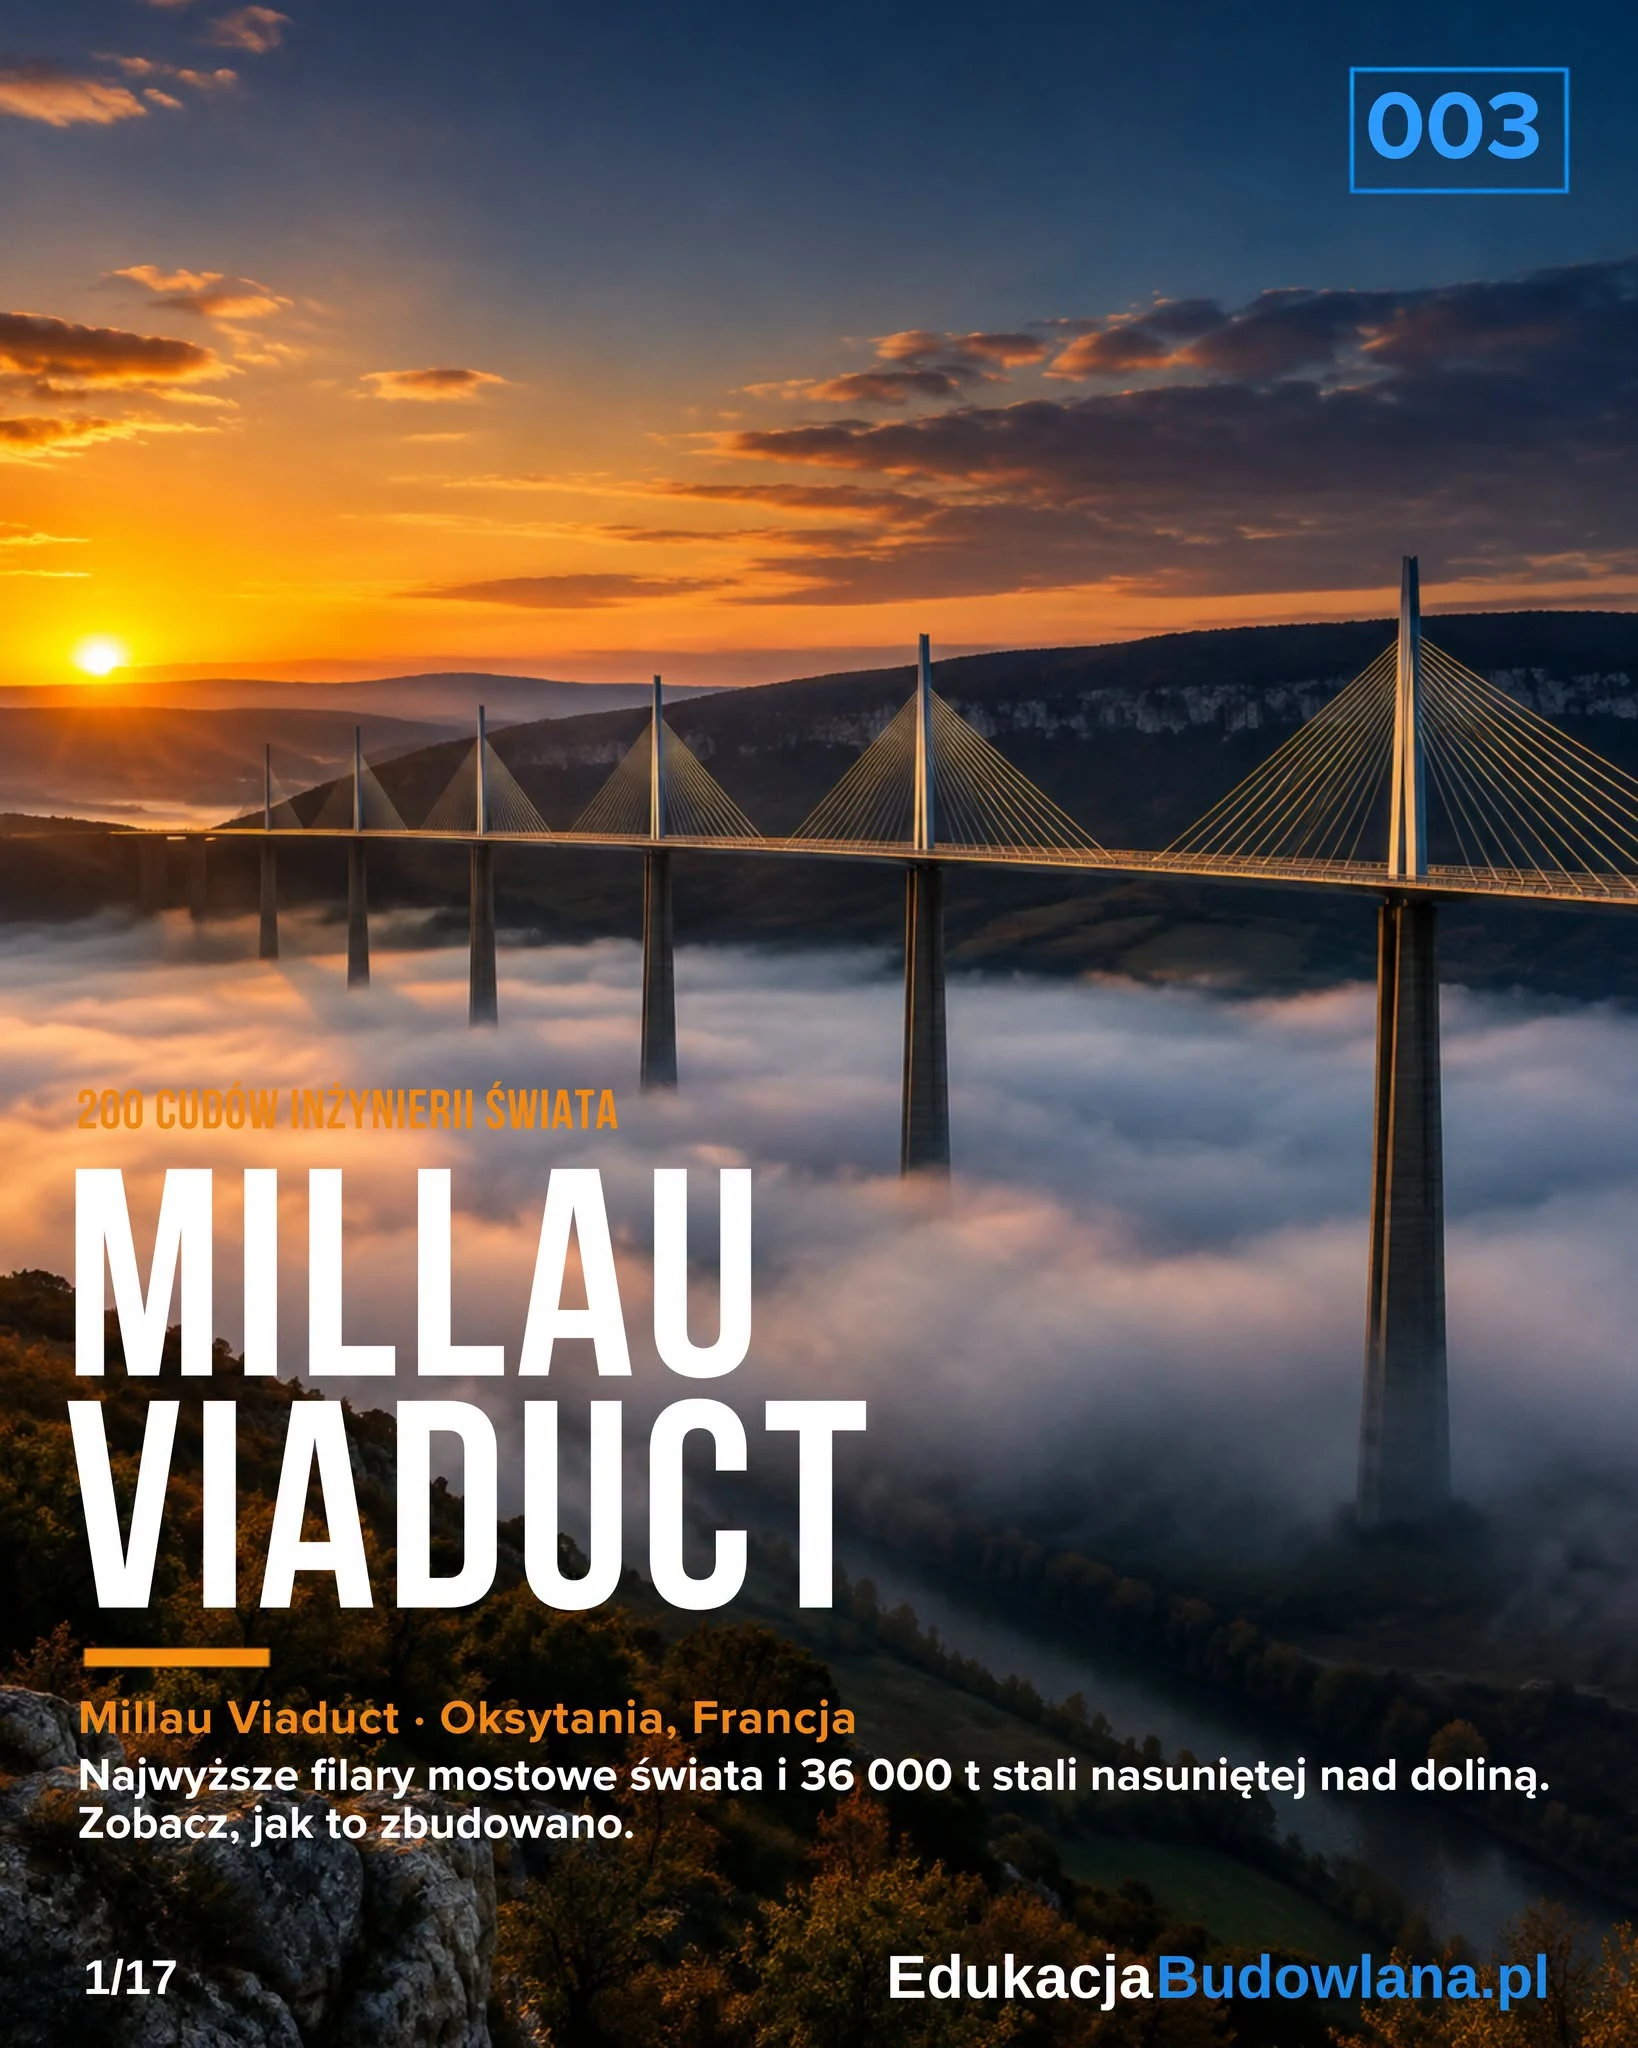 003
200 CUDÓW INŻYNIERII ŚWIATA
MILLAU
VIADUCT
Millau Viaduct · Oksytania, Francja
Najwyższe filary mostowe świata i 36 000 t stali nasuniętej nad doliną.
Zobacz, jak to zbudowano.
1/17
EdukacjaBudowlana.pl